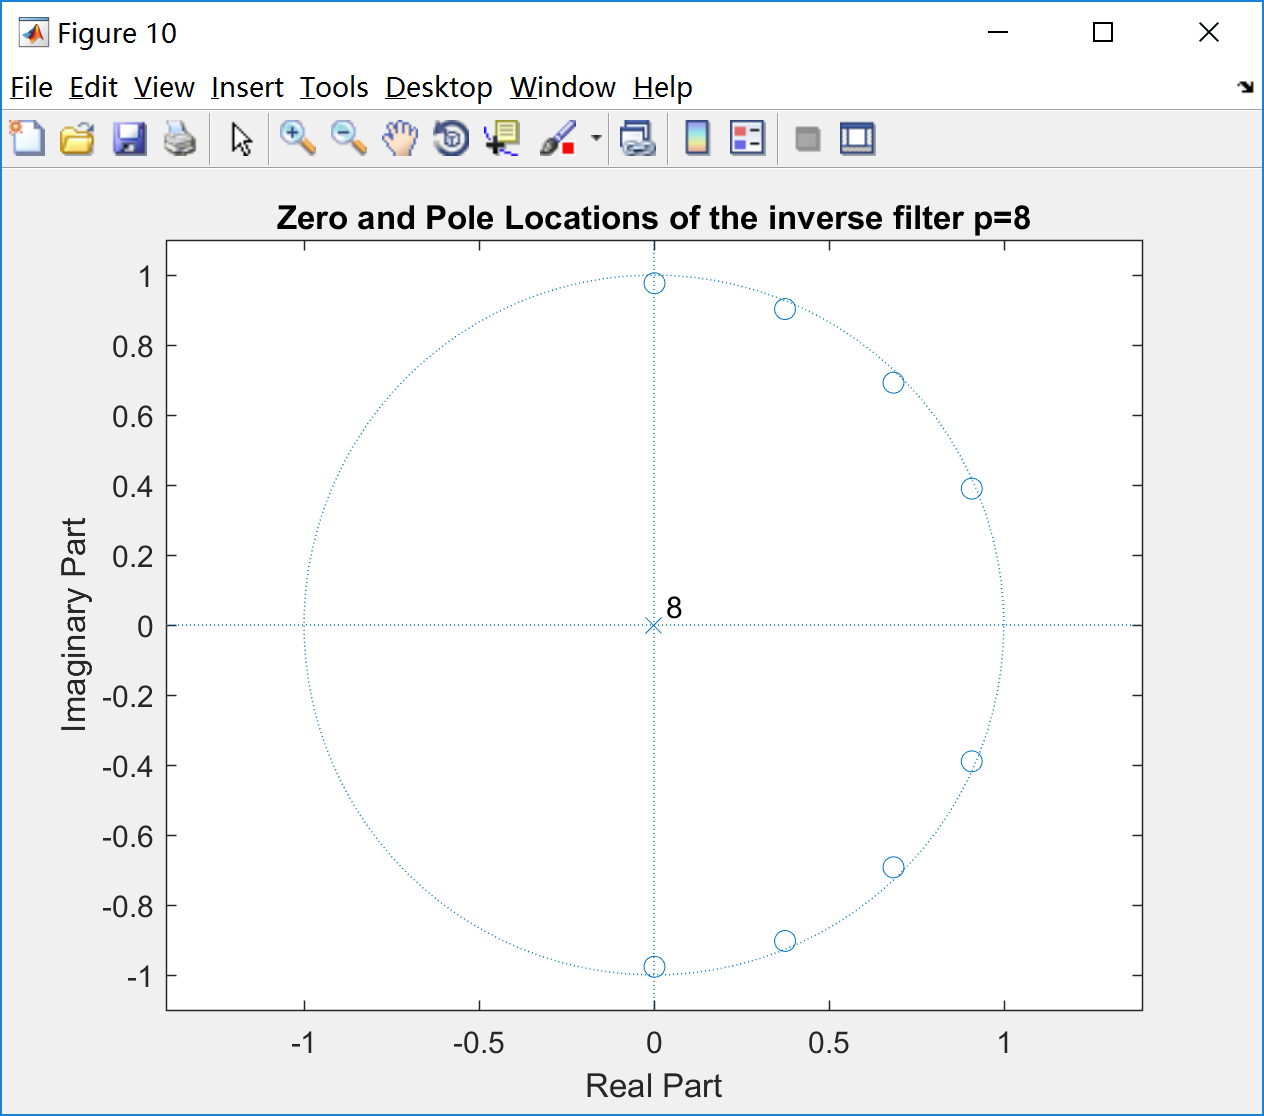 Figure 10
File Edit View Insert Tools Desktop Window Help
Zero and Pole Locations of the inverse filter p=8
1
0.8
0.6
0.4
0.2
0
-0.2
-0.4
-0.6
-0.8
-1
Imaginary Part
8
-1 -0.5 0 0.5 1
Real Part